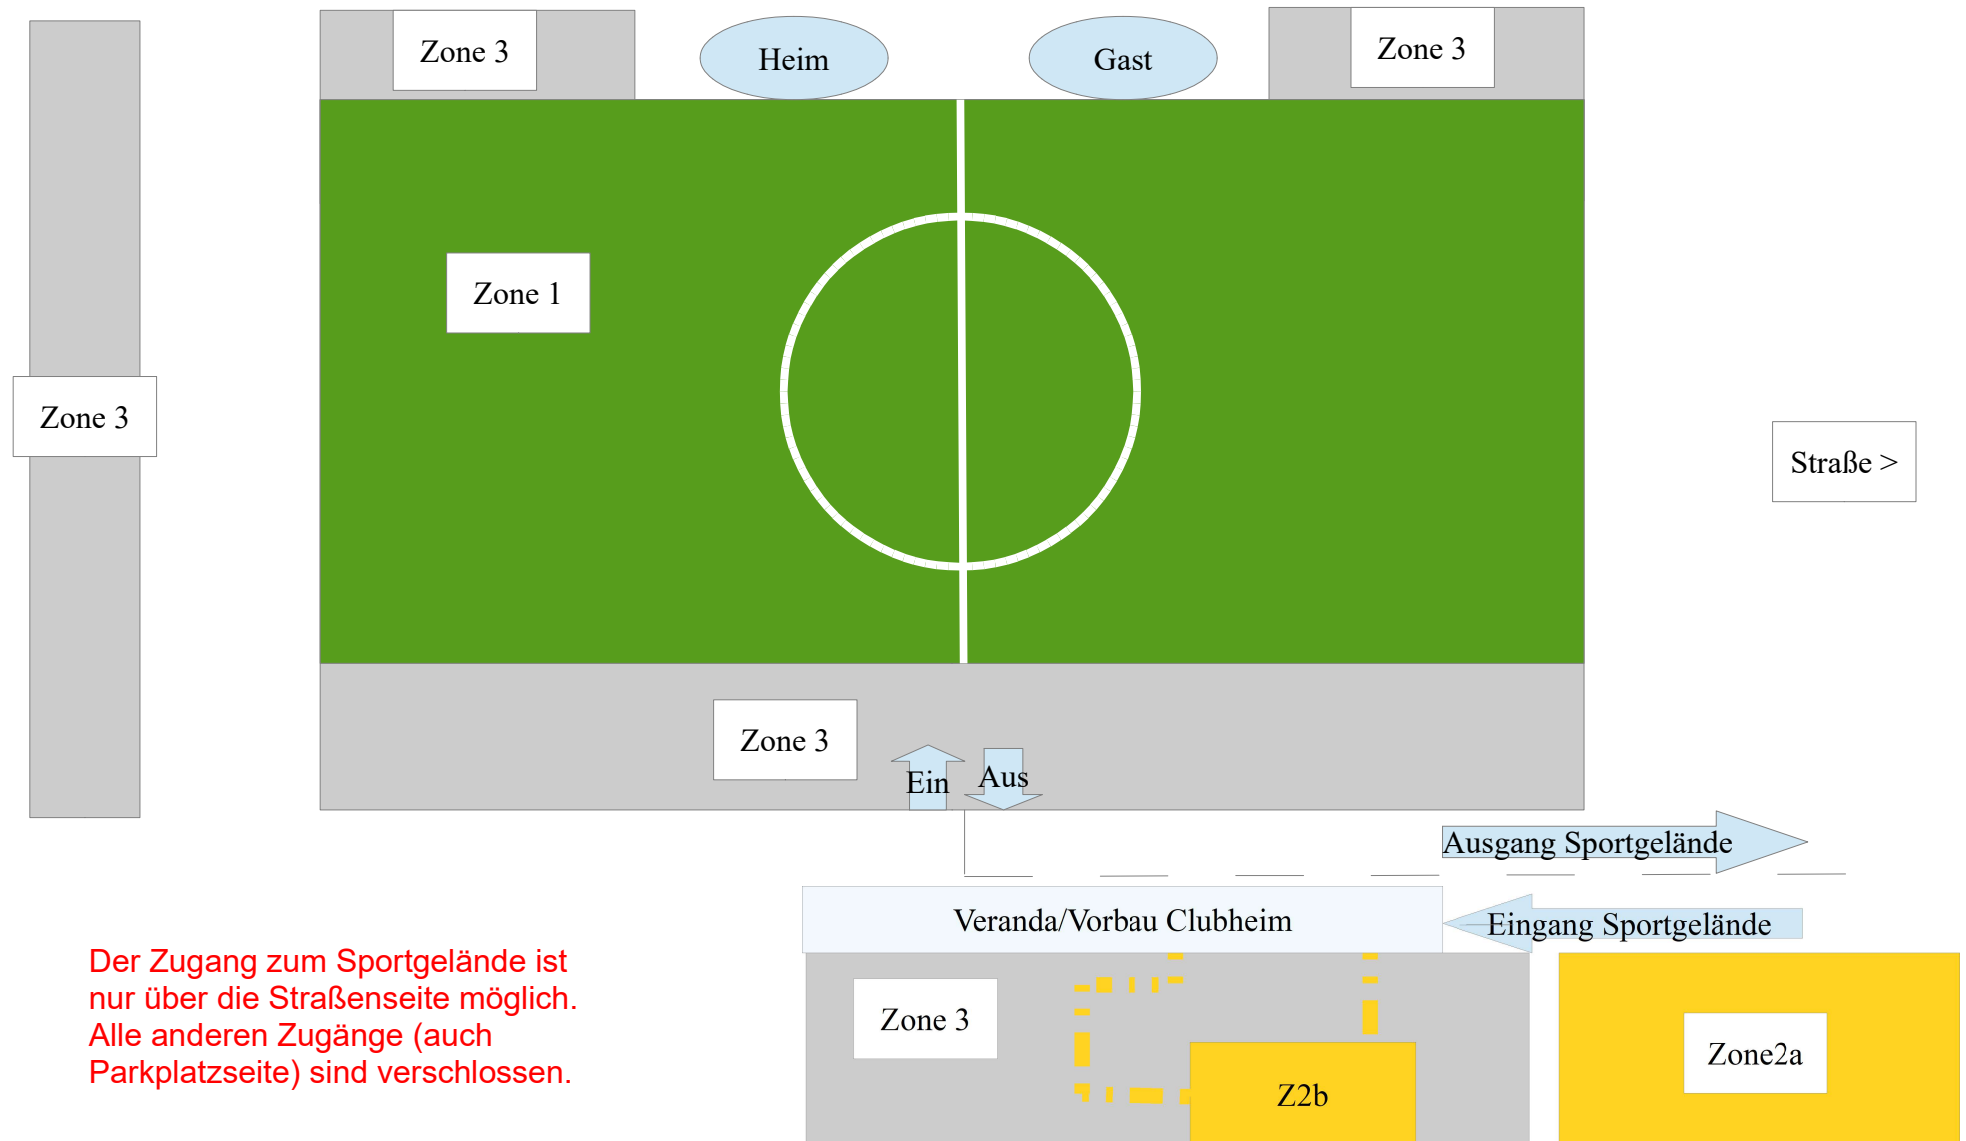 Zone 3
Heim
Gast
Zone 3
Zone 1
Zone 3
Straße >
Zone 3
Ein
Aus
Ausgang Sportgelände
Veranda/Vorbau Clubheim
Eingang Sportgelände
Der Zugang zum Sportgelände ist
nur über die Straßenseite möglich.
Alle anderen Zugänge (auch
Parkplatzseite) sind verschlossen.
Zone 3
Z2b
Zone2a